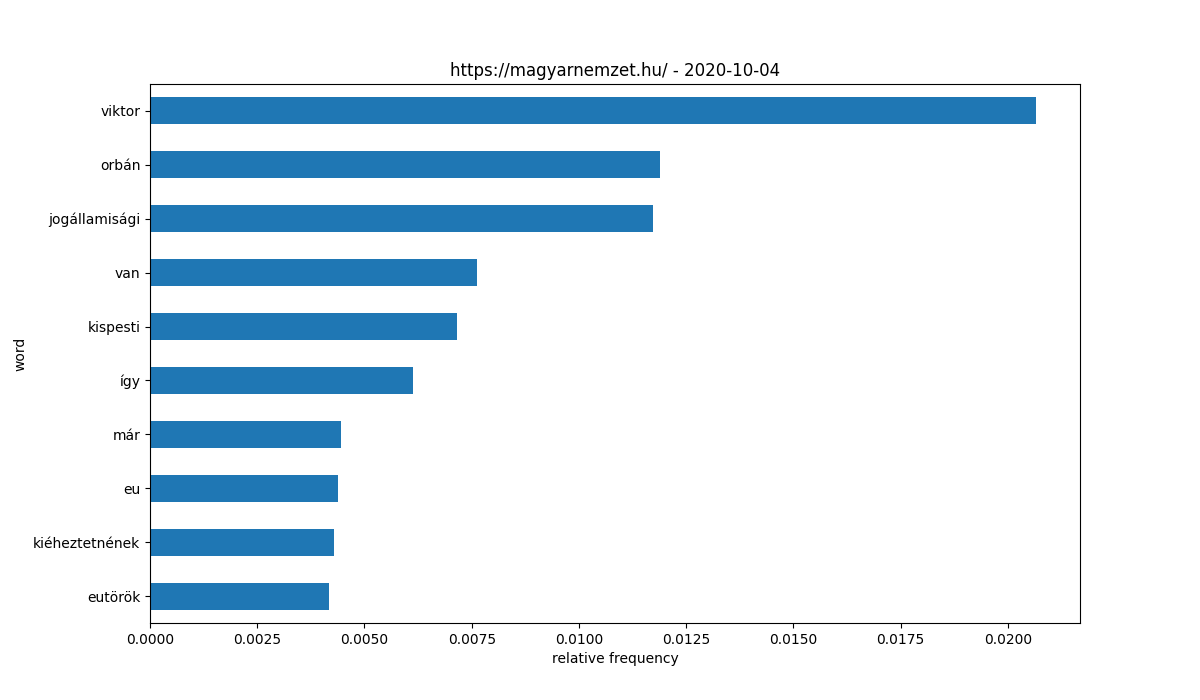 https://magyarnemzet.hu/ - 2020-10-04
viktor
orbán
jogállamisági
van
kispesti
így
már
eu
kiéheztetnének
eutörök
word
0.0000 0.0025 0.0050 0.0075 0.0100 0.0125 0.0150 0.0175 0.0200
relative frequency